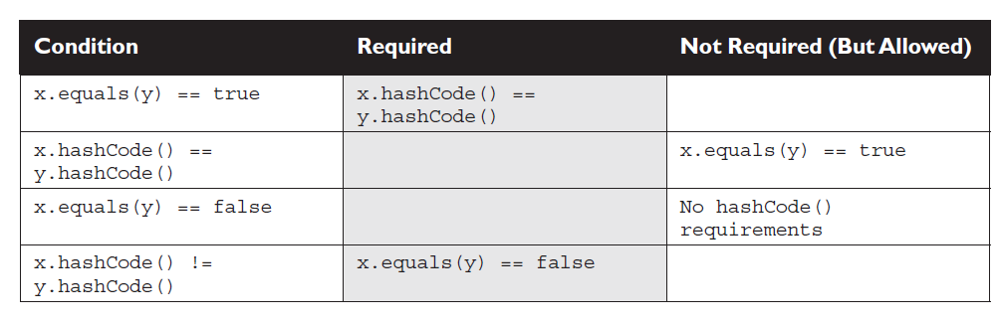 Condition Required Not Required (But Allowed)
x.equals(y) == true x.hashCode() ==
y.hashCode()
x.hashCode() == x.equals(y) == true
y.hashCode()
x.equals(y) == false No hashCode()
requirements
x.hashCode() != x.equals(y) == false
y.hashCode()